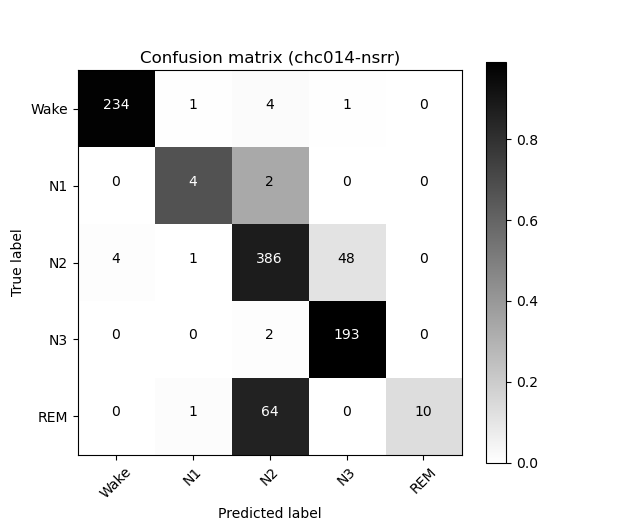 Confusion matrix (chc014-nsrr)
Wake 234 1 4 1 0
N1 0 4 2 0 0
N2 4 1 386 48 0
N3 0 0 2 193 0
REM 0 1 64 0 10
Wake N1 N2 N3 REM
Predicted label
True label
0.8
0.6
0.4
0.2
0.0